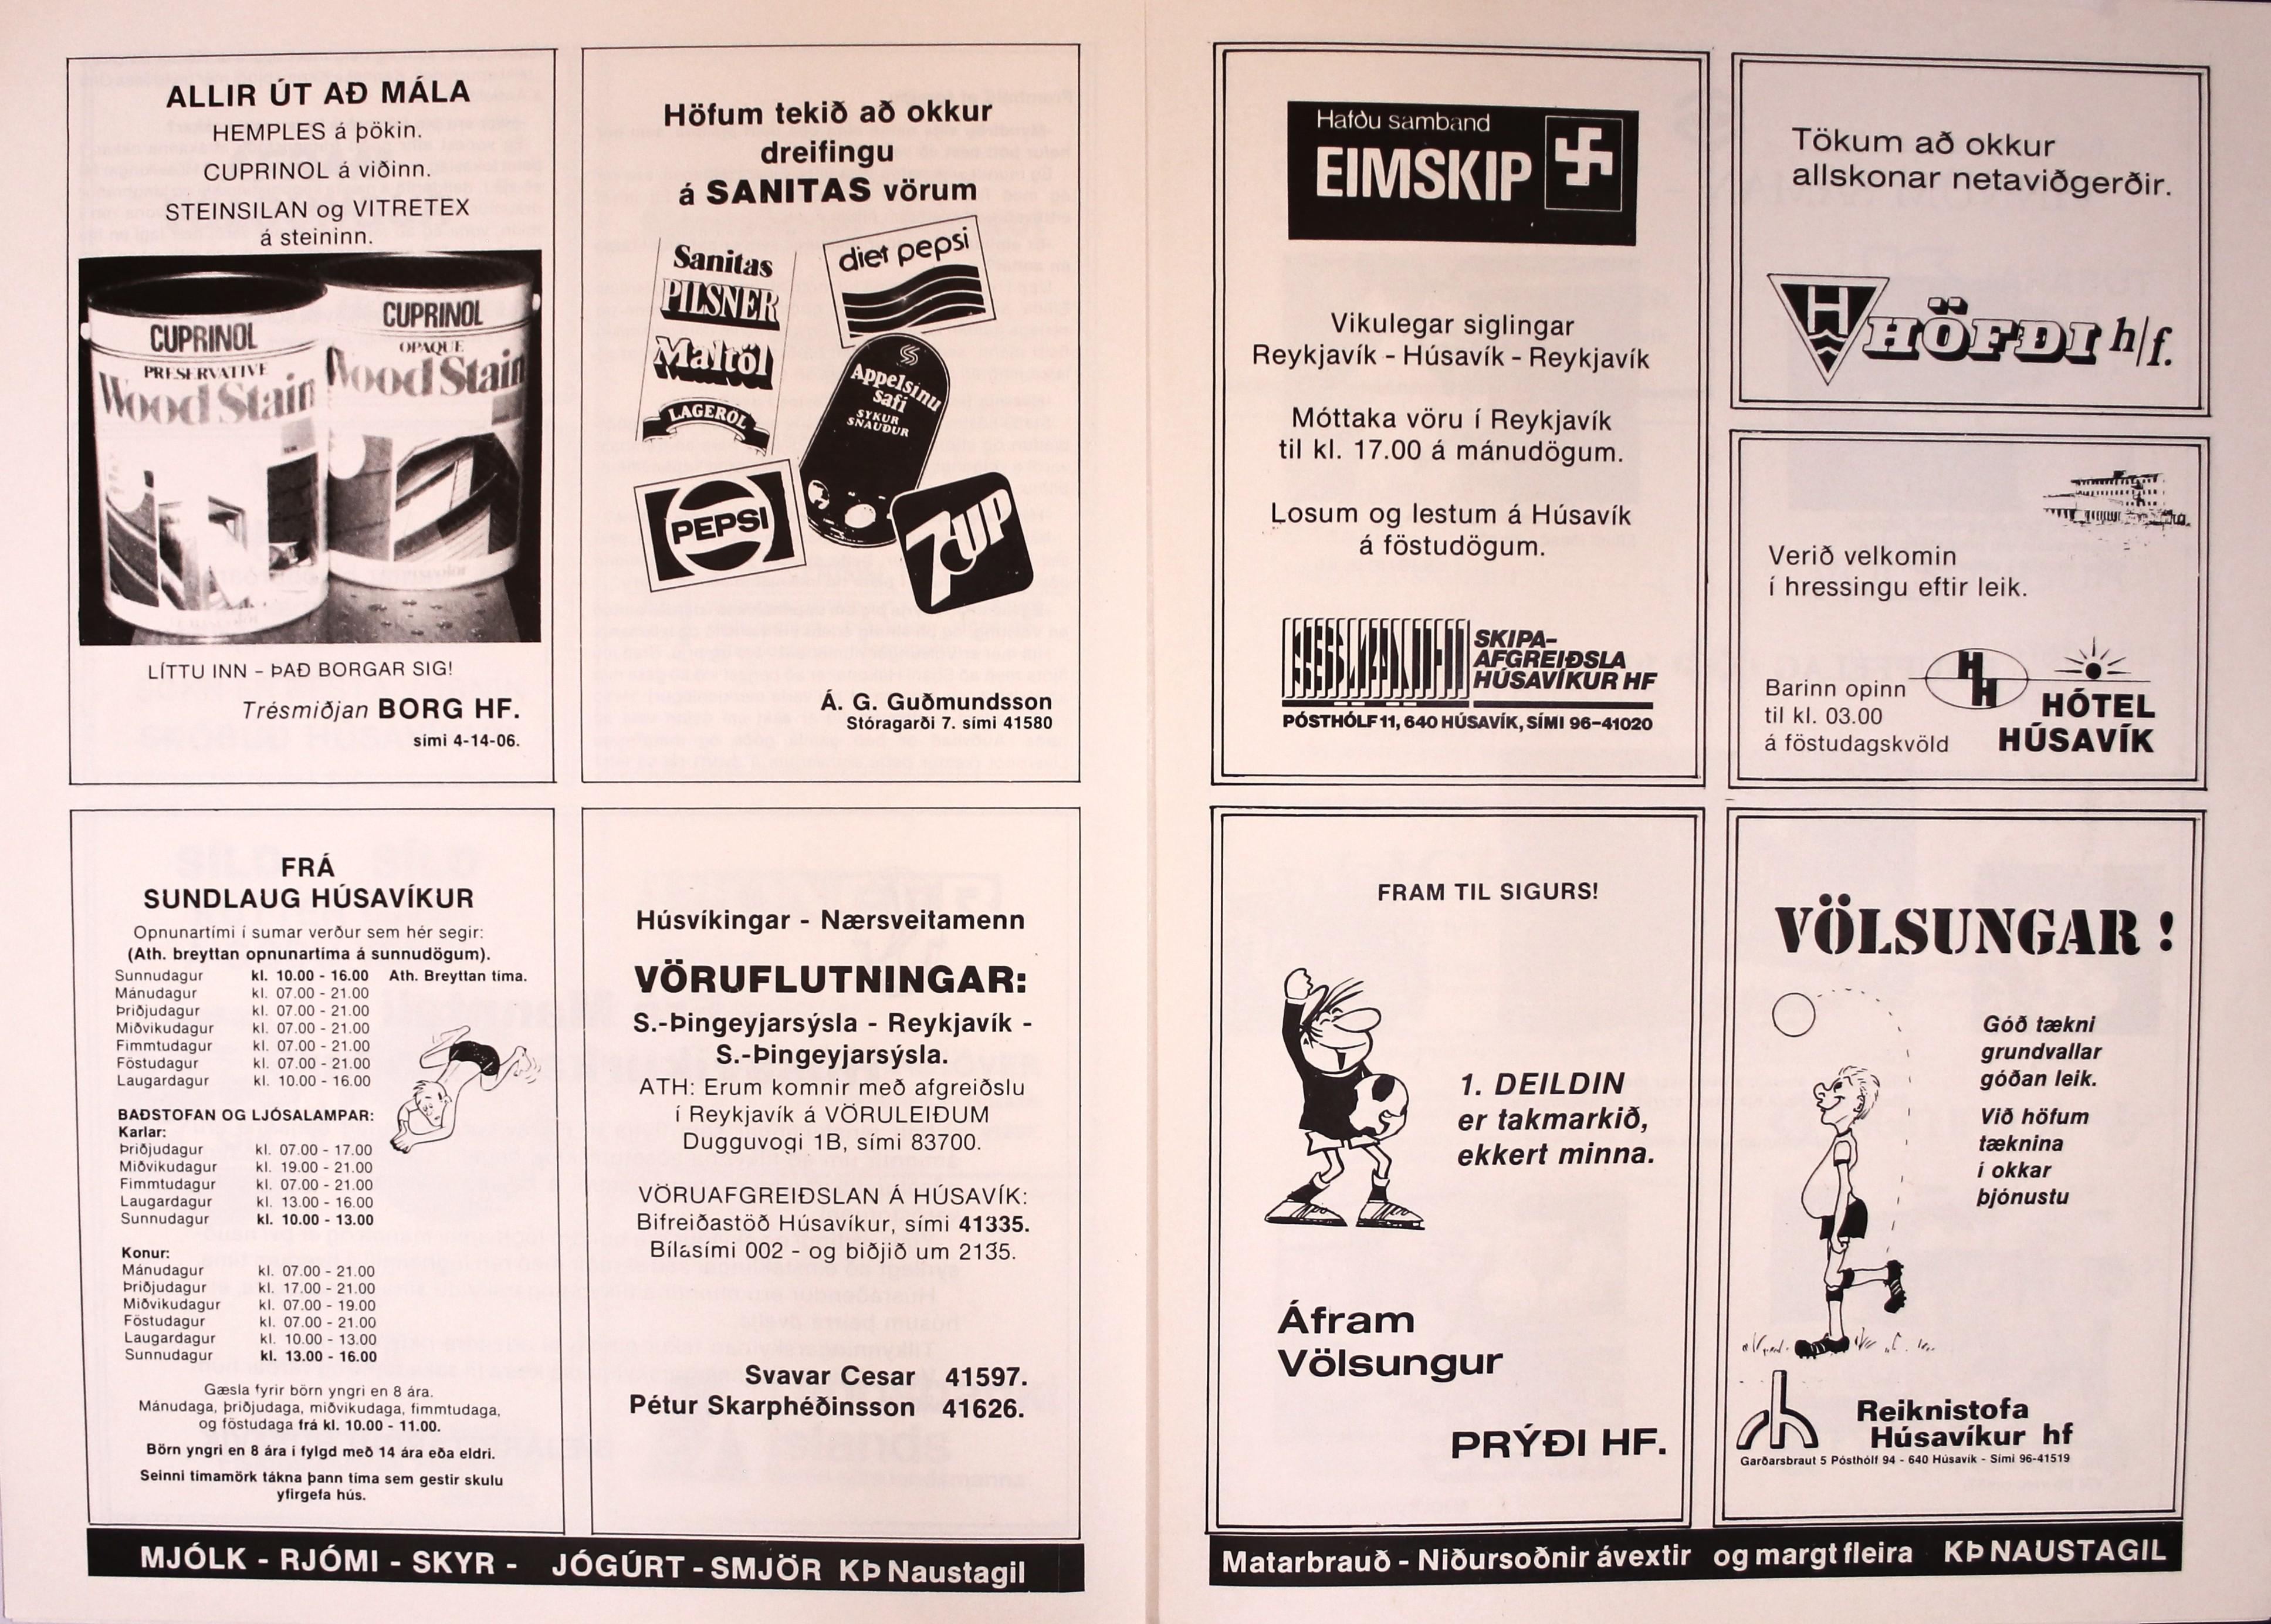 ALLIR ÚT AÐ MÁLA
HEMPLES á þökin.
CUPRINOL á viðinn.
STEINSILAN og VITRETEX
á steininn.
CUPRINOL
PRESERVATIVE
Wood Stain
CUPRINOL
OPAQUE
Wood Stain
LÍTTU INN - ÞAÐ BORGAR SIG!
Trésmiðjan BORG HF.
sími 4-14-06.
Höfum tekið að okkur
dreifingu
á SANITAS vörum
Sanitas
PILSNER
Maltöl
LAGERÖL
diet pepsi
Appelsínu
safi
SYKUR
SNAUÐUR
PEPSI
7UP
Á. G. Guðmundsson
Stóragarði 7. sími 41580
FRÁ
SUNDLAUG HÚSAVÍKUR
Opnunartími í sumar verður sem hér segir:
(Ath. breyttan opnunartíma á sunnudögum).
Sunnudagur kl. 10.00 - 16.00 Ath. Breyttan tíma.
Mánudagur kl. 07.00 - 21.00
Þriðjudagur kl. 07.00 - 21.00
Miðvikudagur kl. 07.00 - 21.00
Fimmtudagur kl. 07.00 - 21.00
Föstudagur kl. 07.00 - 21.00
Laugardagur kl. 10.00 - 16.00
BAÐSTOFAN OG LJÓSALAMPAR:
Karlar:
Þriðjudagur kl. 07.00 - 17.00
Miðvikudagur kl. 19.00 - 21.00
Fimmtudagur kl. 07.00 - 21.00
Laugardagur kl. 13.00 - 16.00
Sunnudagur kl. 10.00 - 13.00
Konur:
Mánudagur kl. 07.00 - 21.00
Þriðjudagur kl. 17.00 - 21.00
Miðvikudagur kl. 07.00 - 19.00
Föstudagur kl. 07.00 - 21.00
Laugardagur kl. 10.00 - 13.00
Sunnudagur kl. 13.00 - 16.00
Gæsla fyrir börn yngri en 8 ára.
Mánudaga, þriðjudaga, miðvikudaga, fimmtudaga,
og föstudaga frá kl. 10.00 - 11.00.
Börn yngri en 8 ára í fylgd með 14 ára eða eldri.
Seinni tímamörk tákna þann tíma sem gestir skulu
yfirgefa hús.
Húsvíkingar - Nærsveitamenn
VÖRUFLUTNINGAR:
S.-Þingeyjarsýsla - Reykjavík -
S.-Þingeyjarsýsla.
ATH: Erum komnir með afgreiðslu
í Reykjavík á VÖRULEIÐUM
Dugguvogi 1B, sími 83700.
VÖRUAFGREIÐSLAN Á HÚSAVÍK:
Bifreiðastöð Húsavíkur, sími 41335.
Bílasími 002 - og biðjið um 2135.
Svavar Cesar 41597.
Pétur Skarphéðinsson 41626.
MJÓLK - RJÓMI - SKYR - JÓGÚRT - SMJÖR KÞ Naustagil
Hafðu samband
EIMSKIP
Vikulegar siglingar
Reykjavík - Húsavík - Reykjavík
Móttaka vöru í Reykjavík
til kl. 17.00 á mánudögum.
Losum og lestum á Húsavík
á föstudögum.
SKIPA-
AFGREIÐSLA
HÚSAVÍKUR HF
PÓSTHÓLF 11, 640 HÚSAVÍK, SÍMI 96-41020
Tökum að okkur
allskonar netaviðgerðir.
H
HÖFÐI h/f.
Verið velkomin
í hressingu eftir leik.
Barinn opinn
til kl. 03.00
á föstudagskvöld
HH
HÓTEL
HÚSAVÍK
FRAM TIL SIGURS!
1. DEILDIN
er takmarkið,
ekkert minna.
Áfram
Völsungur
PRÝÐI HF.
VÖLSUNGAR !
Góð tækni
grundvallar
góðan leik.
Við höfum
tæknina
í okkar
þjónustu
rh
Reiknistofa
Húsavíkur hf
Garðarsbraut 5 Pósthólf 94 - 640 Húsavík - Sími 96-41519
Matarbrauð - Niðursoðnir ávextir og margt fleira KÞ NAUSTAGIL